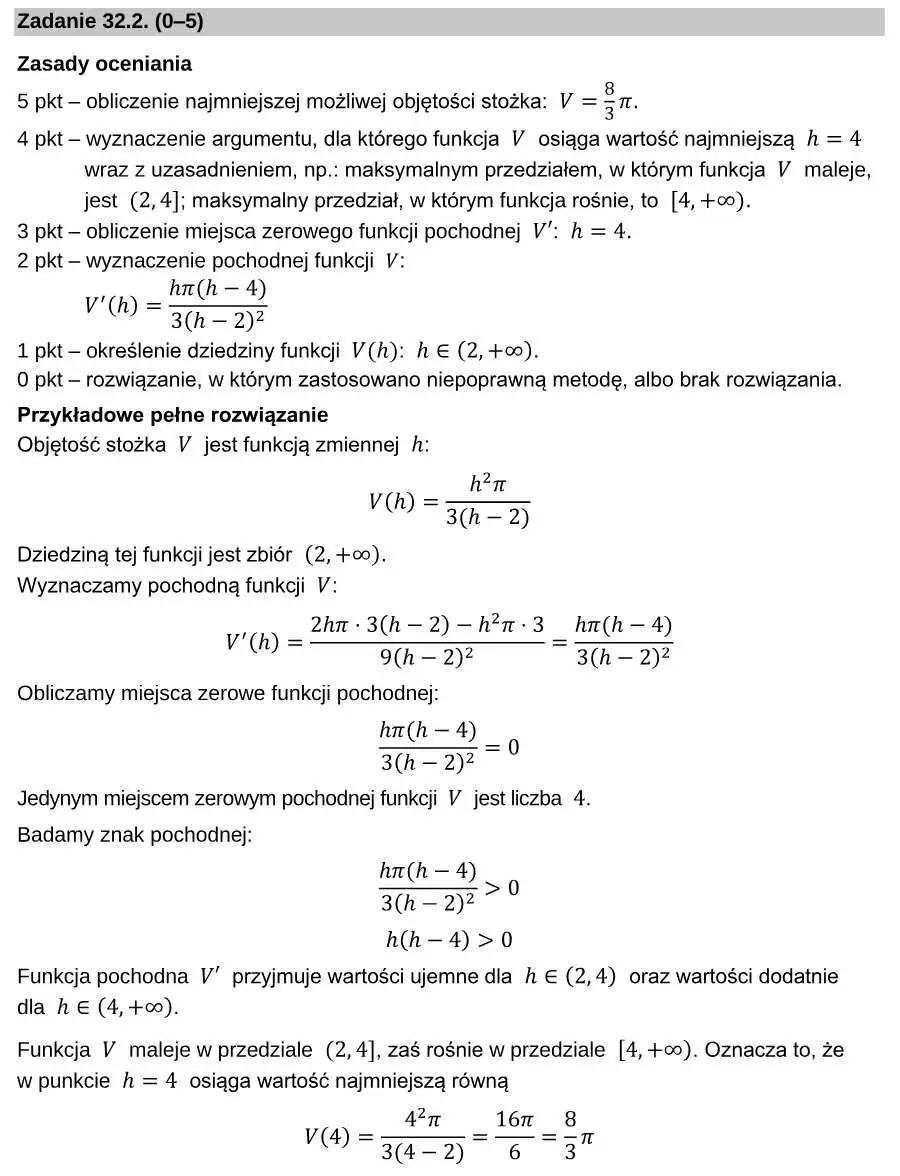 Zadanie 32.2. (0–5)
Zasady oceniania
5 pkt – obliczenie najmniejszej możliwej objętości stożka: V = 8/3 π.
4 pkt – wyznaczenie argumentu, dla którego funkcja V osiąga wartość najmniejszą h = 4
wraz z uzasadnieniem, np.: maksymalnym przedziałem, w którym funkcja V maleje,
jest (2, 4]; maksymalny przedział, w którym funkcja rośnie, to [4, +∞).
3 pkt – obliczenie miejsca zerowego funkcji pochodnej V′: h = 4.
2 pkt – wyznaczenie pochodnej funkcji V:
V′(h) = hπ(h − 4) / 3(h − 2)²
1 pkt – określenie dziedziny funkcji V(h): h ∈ (2, +∞).
0 pkt – rozwiązanie, w którym zastosowano niepoprawną metodę, albo brak rozwiązania.
Przykładowe pełne rozwiązanie
Objętość stożka V jest funkcją zmiennej h:
V(h) = h²π / 3(h − 2)
Dziedziną tej funkcji jest zbiór (2, +∞).
Wyznaczamy pochodną funkcji V:
V′(h) = 2hπ · 3(h − 2) − h²π · 3 / 9(h − 2)² = hπ(h − 4) / 3(h − 2)²
Obliczamy miejsca zerowe funkcji pochodnej:
hπ(h − 4) / 3(h − 2)² = 0
Jedynym miejscem zerowym pochodnej funkcji V jest liczba 4.
Badamy znak pochodnej:
hπ(h − 4) / 3(h − 2)² > 0
h(h − 4) > 0
Funkcja pochodna V′ przyjmuje wartości ujemne dla h ∈ (2, 4) oraz wartości dodatnie
dla h ∈ (4, +∞).
Funkcja V maleje w przedziale (2, 4], zaś rośnie w przedziale [4, +∞). Oznacza to, że
w punkcie h = 4 osiąga wartość najmniejszą równą
V(4) = 4²π / 3(4 − 2) = 16π / 6 = 8/3 π